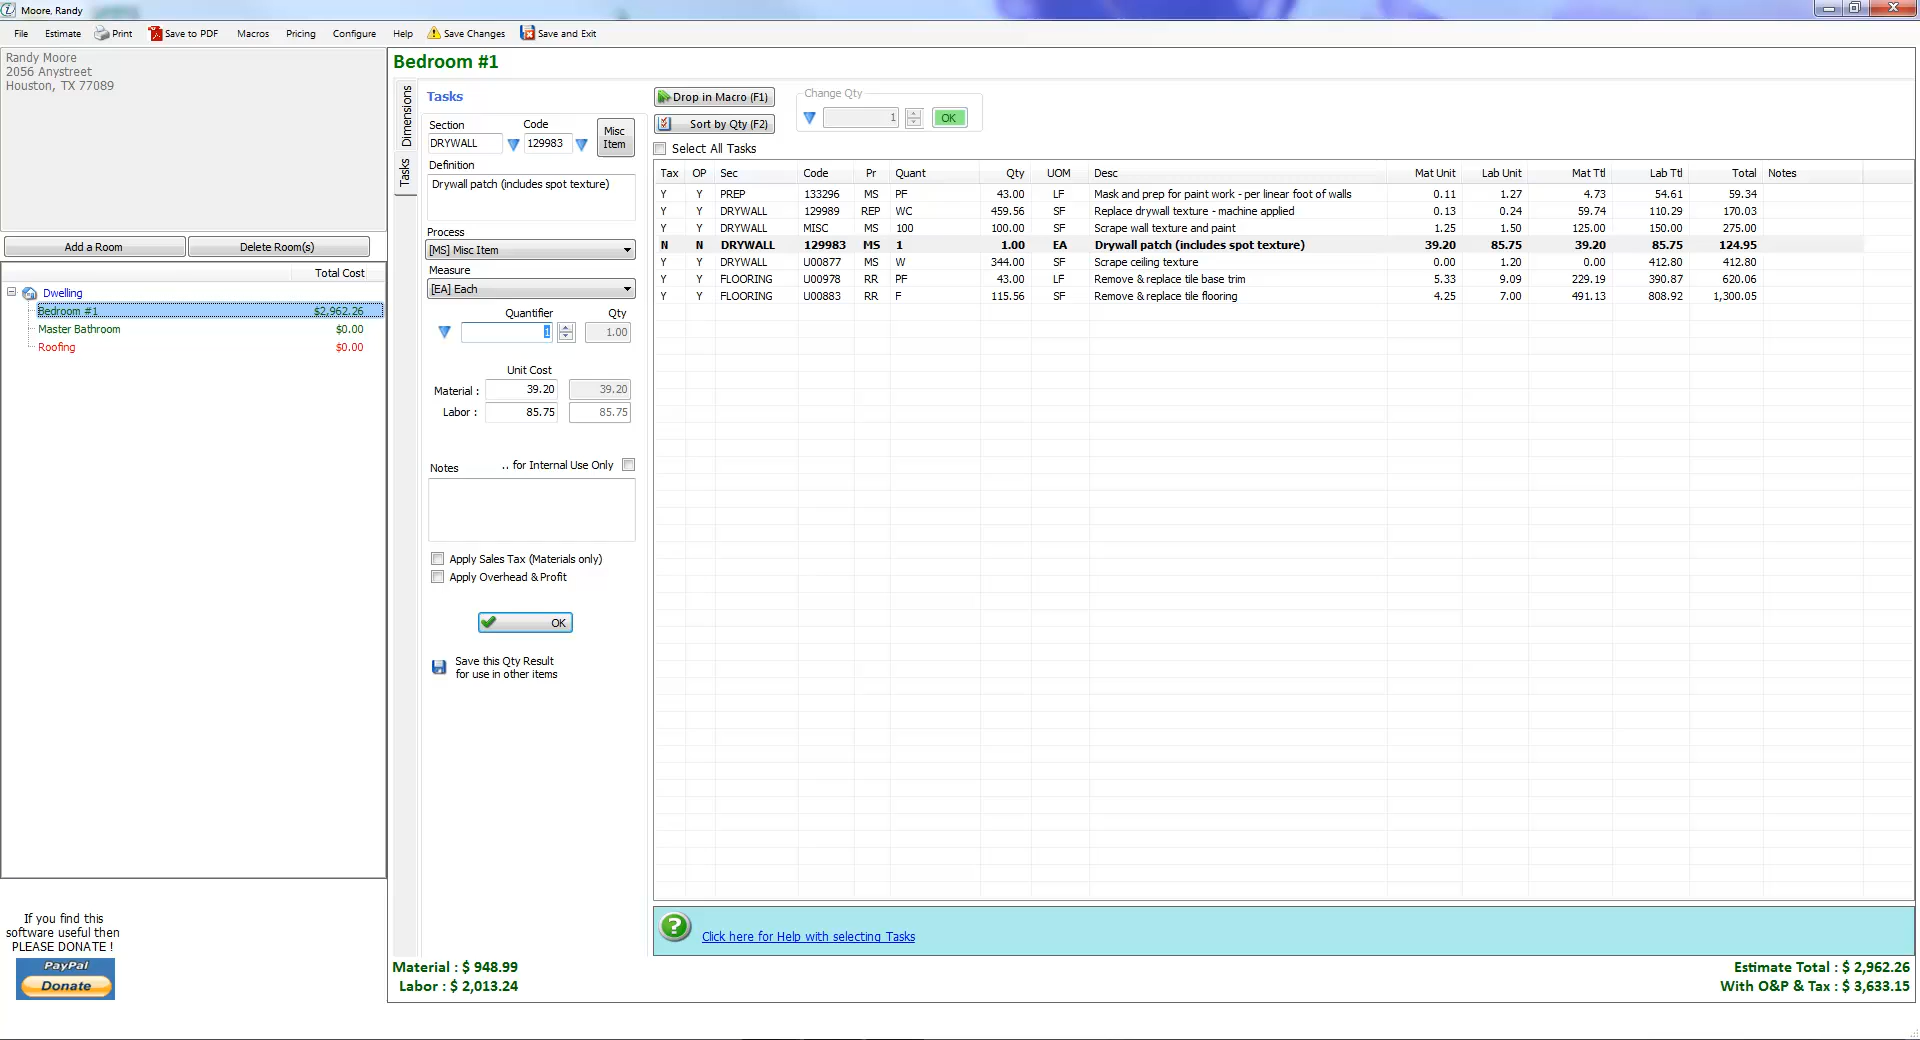 Moore, Randy
File Estimate Print Save to PDF Macros Pricing Configure Help Save Changes Save and Exit
Randy Moore
2056 Anystreet
Houston, TX 77089
Add a Room Delete Room(s)
Total Cost
Dwelling
Bedroom #1 $2,962.26
Master Bathroom $0.00
Roofing $0.00
If you find this
software useful then
PLEASE DONATE !
PayPal
Donate
Bedroom #1
Dimensions
Tasks
Tasks
Section Code
DRYWALL 129983
Misc
Item
Definition
Drywall patch (includes spot texture)
Process
[MS] Misc Item
Measure
[EA] Each
Quantifier Qty
1 1.00
Unit Cost
Material : 39.20 39.20
Labor : 85.75 85.75
Notes .. for Internal Use Only
Apply Sales Tax (Materials only)
Apply Overhead & Profit
OK
Save this Qty Result
for use in other items
Drop in Macro (F1)
Sort by Qty (F2)
Change Qty
1 OK
Select All Tasks
Tax OP Sec Code Pr Quant Qty UOM Desc Mat Unit Lab Unit Mat Ttl Lab Ttl Total Notes
Y Y PREP 133296 MS PF 43.00 LF Mask and prep for paint work - per linear foot of walls 0.11 1.27 4.73 54.61 59.34
Y Y DRYWALL 129989 REP WC 459.56 SF Replace drywall texture - machine applied 0.13 0.24 59.74 110.29 170.03
Y Y DRYWALL MISC MS 100 100.00 SF Scrape wall texture and paint 1.25 1.50 125.00 150.00 275.00
N N DRYWALL 129983 MS 1 1.00 EA Drywall patch (includes spot texture) 39.20 85.75 39.20 85.75 124.95
Y Y DRYWALL U00877 MS W 344.00 SF Scrape ceiling texture 0.00 1.20 0.00 412.80 412.80
Y Y FLOORING U00978 RR PF 43.00 LF Remove & replace tile base trim 5.33 9.09 229.19 390.87 620.06
Y Y FLOORING U00883 RR F 115.56 SF Remove & replace tile flooring 4.25 7.00 491.13 808.92 1,300.05
Click here for Help with selecting Tasks
Material : $ 948.99
Labor : $ 2,013.24
Estimate Total : $ 2,962.26
With O&P & Tax : $ 3,633.15